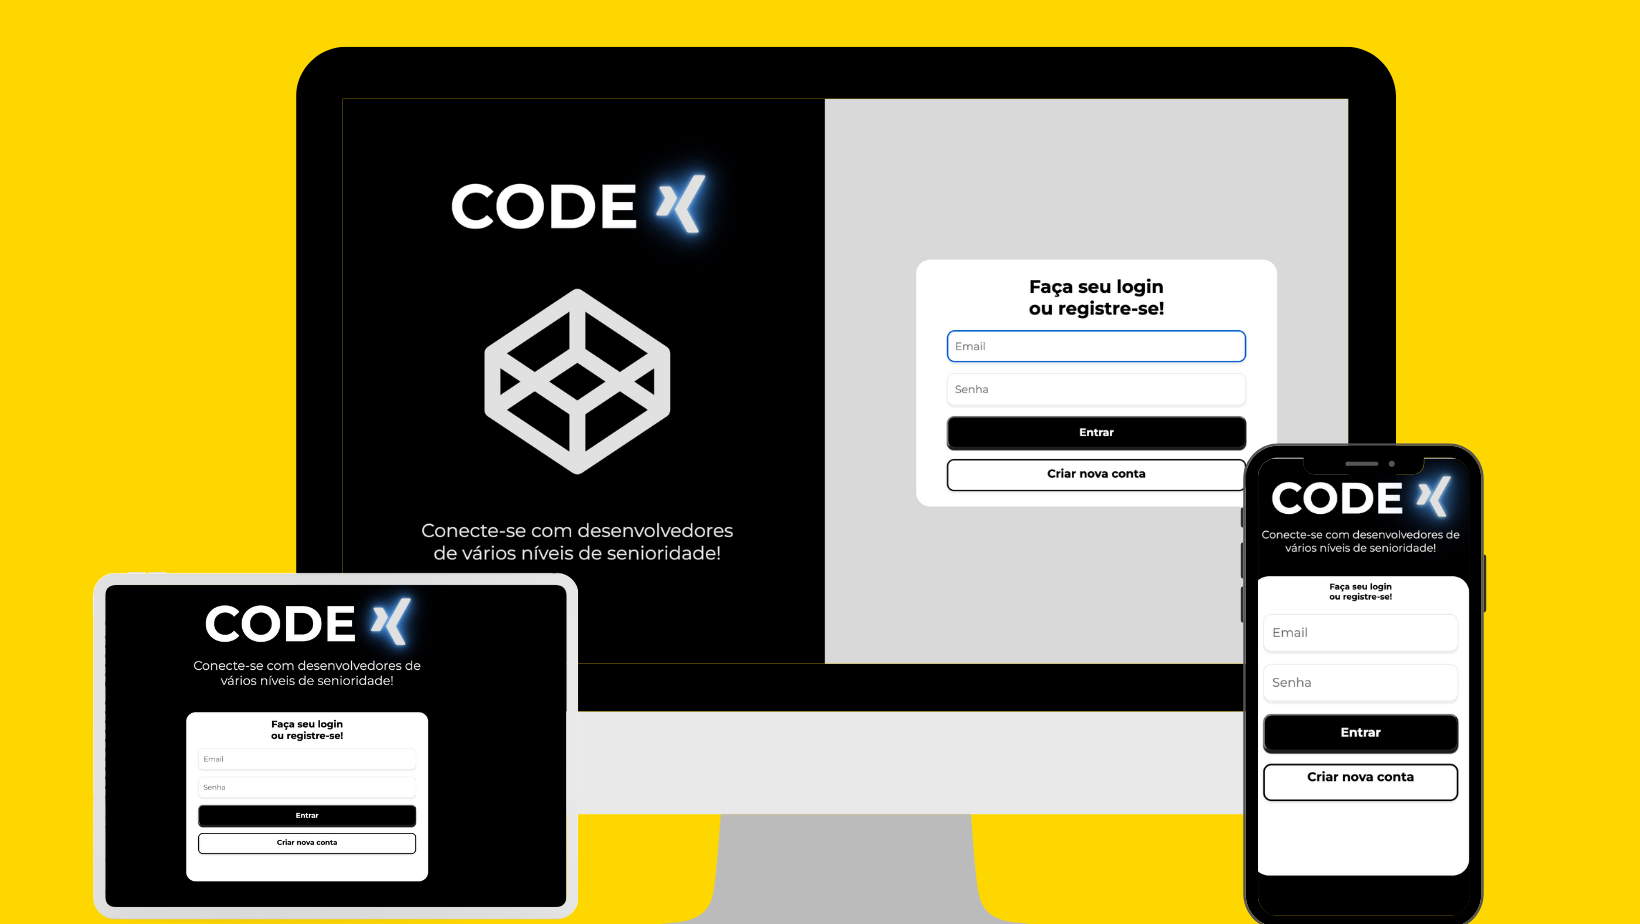 CODE X
Conecte-se com desenvolvedores
de vários níveis de senioridade!
Faça seu login
ou registre-se!
Email
Senha
Entrar
Criar nova conta
CODE X
Conecte-se com desenvolvedores de
vários níveis de senioridade!
Faça seu login
ou registre-se!
Email
Senha
Entrar
Criar nova conta
CODE X
Conecte-se com desenvolvedores de
vários níveis de senioridade!
Faça seu login
ou registre-se!
Email
Senha
Entrar
Criar nova conta